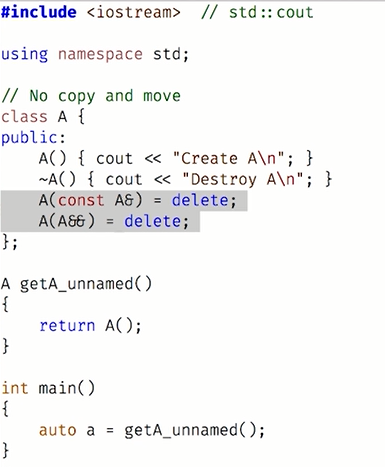 #include <iostream>  // std::cout

using namespace std;

// No copy and move
class A {
public:
    A() { cout << "Create A\n"; }
    ~A() { cout << "Destroy A\n"; }
    A(const A&) = delete;
    A(A&&) = delete;
};

A getA_unnamed()
{
    return A();
}

int main()
{
    auto a = getA_unnamed();
}